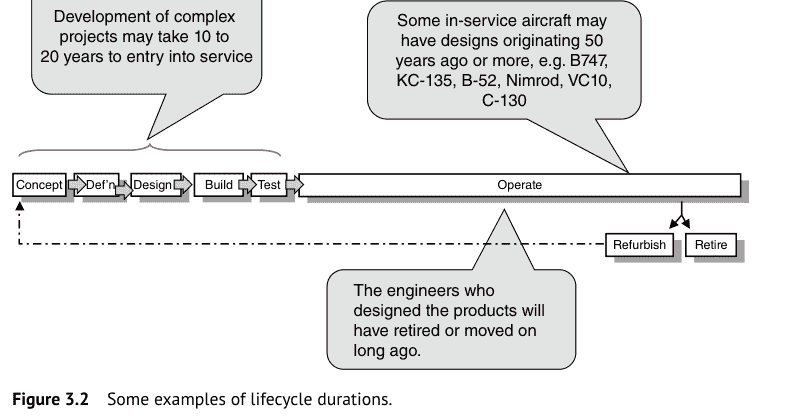 Development of complex
projects may take 10 to
20 years to entry into service
Some in-service aircraft may
have designs originating 50
years ago or more, e.g. B747,
KC-135, B-52, Nimrod, VC10,
C-130
Concept
Def'n
Design
Build
Test
Operate
Refurbish
Retire
The engineers who
designed the products will
have retired or moved on
long ago.
Figure 3.2 Some examples of lifecycle durations.